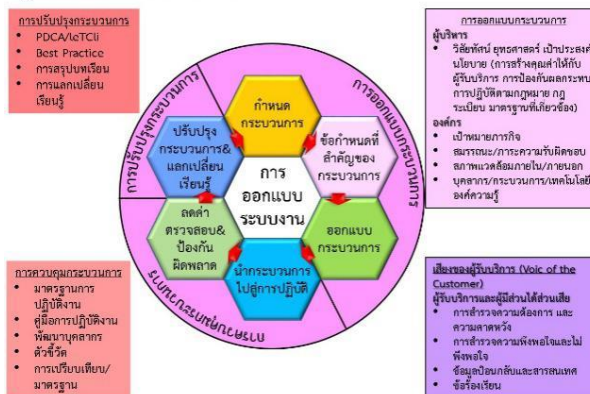 การปรับปรุงกระบวนการ
PDCA/leTCli
Best Practice
การสรุปบทเรียน
การแลกเปลี่ยน
เรียนรู้
การออกแบบกระบวนการ
ผู้บริหาร
วิสัยทัศน์ ยุทธศาสตร์ เป้าประสงค์
นโยบาย (การสร้างคุณค่าให้กับ
ผู้รับบริการ การป้องกันผลกระทบ
การปฏิบัติตามกฎหมาย กฎ
ระเบียบ มาตรฐานที่เกี่ยวข้อง)
องค์กร
เป้าหมายภารกิจ
สมรรถนะ/ภาระความรับผิดชอบ
สภาพแวดล้อมภายใน/ภายนอก
บุคลากร/กระบวนการ/เทคโนโลยี
องค์ความรู้
การปรับปรุงกระบวนการ
การออกแบบกระบวนการ
การควบคุมกระบวนการ
กำหนด
กระบวนการ
ข้อกำหนดที่
สำคัญของ
กระบวนการ
ออกแบบ
กระบวนการ
นำกระบวนการ
ไปสู่การปฏิบัติ
ลดค่า
ตรวจสอบ&
ป้องกัน
ผิดพลาด
ปรับปรุง
กระบวนการ&
แลกเปลี่ยน
เรียนรู้
การ
ออกแบบ
ระบบงาน
การควบคุมกระบวนการ
มาตรฐานการ
ปฏิบัติงาน
คู่มือการปฏิบัติงาน
พัฒนาบุคลากร
ตัวชี้วัด
การเปรียบเทียบ/
มาตรฐาน
เสียงของผู้รับบริการ (Voic of the
Customer)
ผู้รับบริการและผู้มีส่วนได้ส่วนเสีย
การสำรวจความต้องการ และ
ความคาดหวัง
การสำรวจความพึงพอใจและไม่
พึงพอใจ
ข้อมูลป้อนกลับและสารสนเทศ
ข้อร้องเรียน